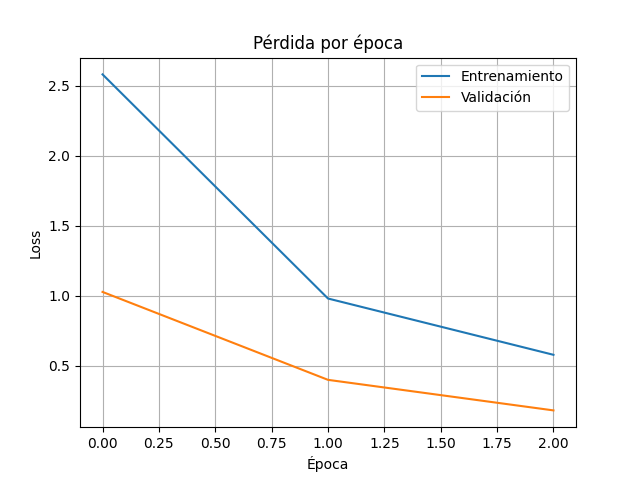 Pérdida por época
Entrenamiento
Validación
2.5
2.0
1.5
1.0
0.5
Loss
0.00 0.25 0.50 0.75 1.00 1.25 1.50 1.75 2.00
Época